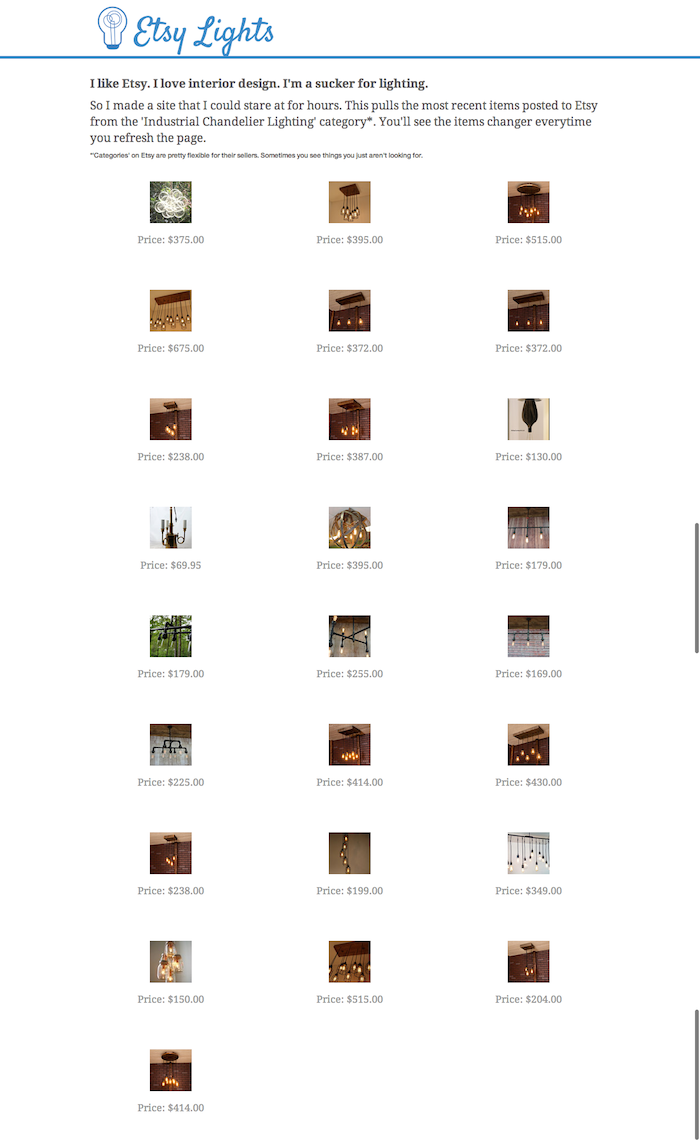 Etsy Lights
I like Etsy. I love interior design. I'm a sucker for lighting.
So I made a site that I could stare at for hours. This pulls the most recent items posted to Etsy
from the 'Industrial Chandelier Lighting' category*. You'll see the items changer everytime
you refresh the page.
*'Categories' on Etsy are pretty flexible for their sellers. Sometimes you see things you just aren't looking for.
Price: $375.00 Price: $395.00 Price: $515.00
Price: $675.00 Price: $372.00 Price: $372.00
Price: $238.00 Price: $387.00 Price: $130.00
Price: $69.95 Price: $395.00 Price: $179.00
Price: $179.00 Price: $255.00 Price: $169.00
Price: $225.00 Price: $414.00 Price: $430.00
Price: $238.00 Price: $199.00 Price: $349.00
Price: $150.00 Price: $515.00 Price: $204.00
Price: $414.00